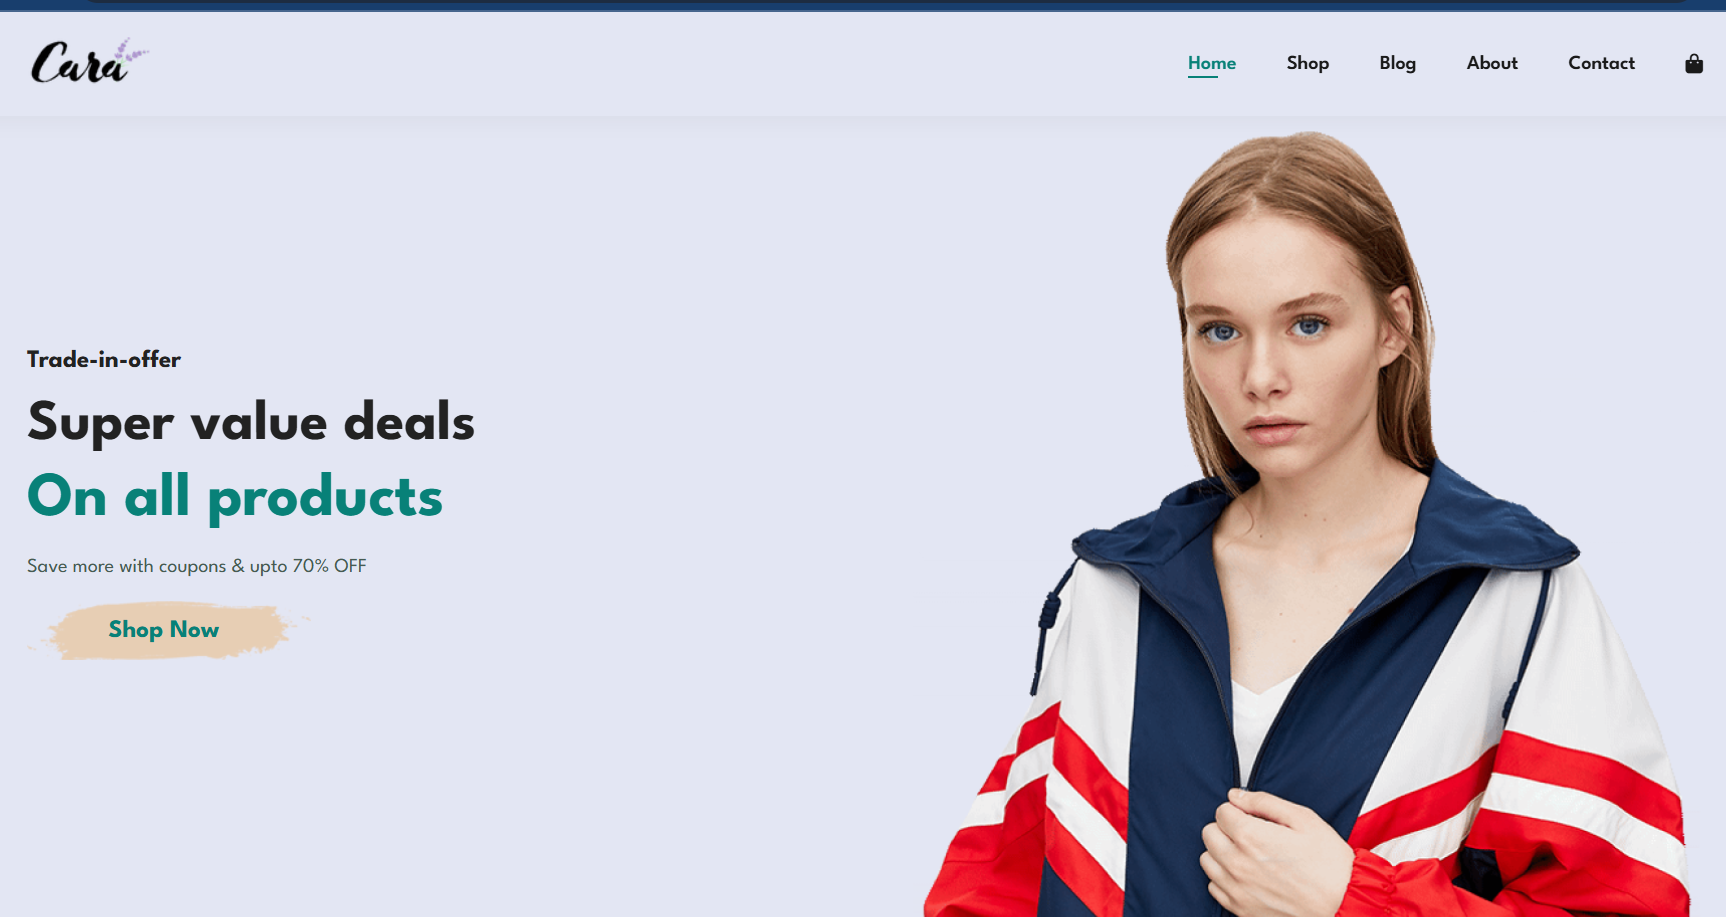 Cara
Home Shop Blog About Contact
Trade-in-offer
Super value deals
On all products
Save more with coupons & upto 70% OFF
Shop Now